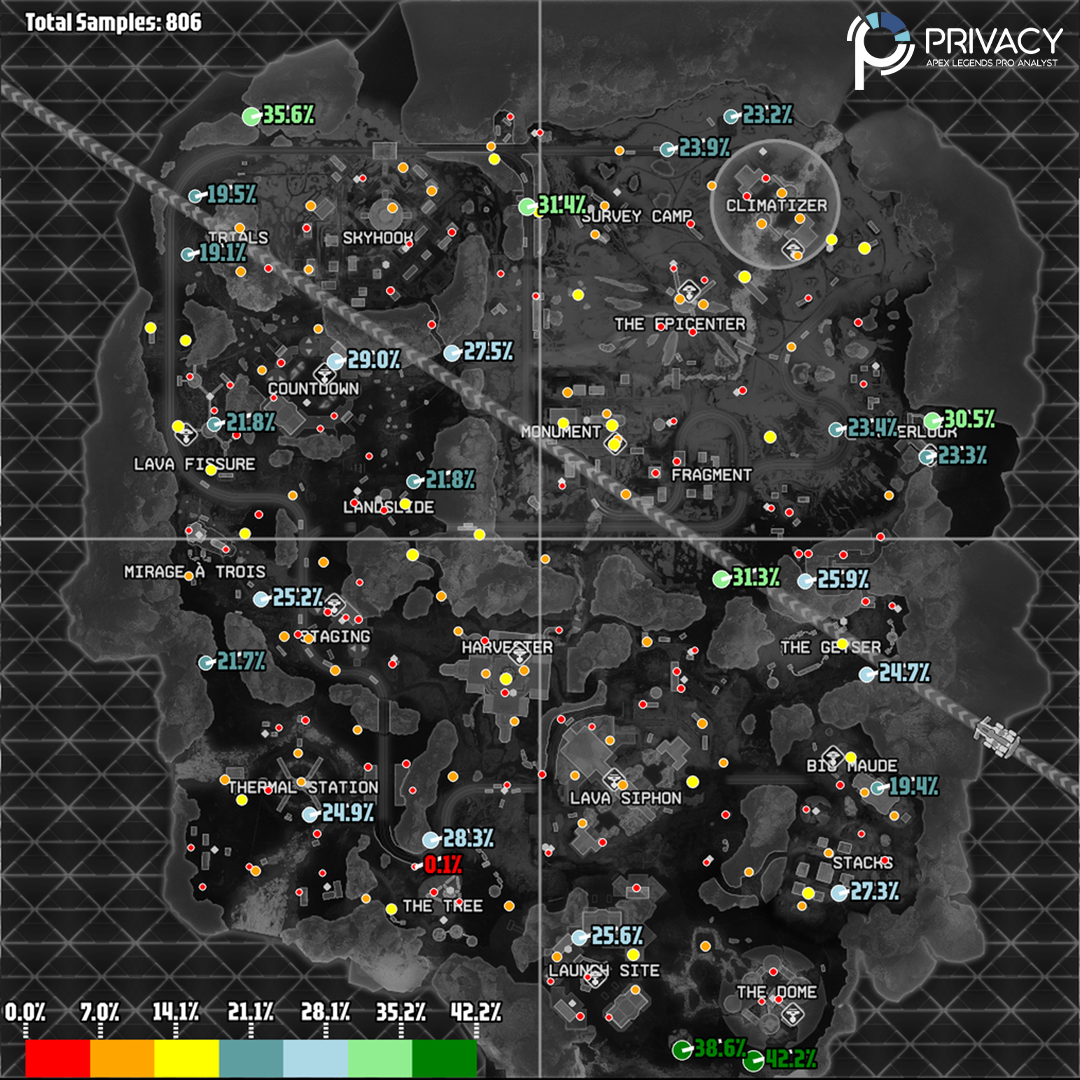 Total Samples: 806
PRIVACY
APEX LEGENDS PRO ANALYST
35.6%
23.2%
23.9%
19.5%
31.4%
SURVEY CAMP
CLIMATIZER
TRIALS
SKYHOOK
19.1%
THE EPICENTER
29.0%
27.5%
COUNTDOWN
21.8%
MONUMENT
23.4%
30.5%
ERLOOK
23.3%
LAVA FISSURE
FRAGMENT
21.8%
LANDSLIDE
MIRAGE À TROIS
31.3%
25.9%
25.2%
STAGING
HARVESTER
THE GEYSER
21.7%
24.7%
BIG MAUDE
THERMAL STATION
19.4%
LAVA SIPHON
24.9%
28.3%
0.1%
STACKS
27.3%
THE TREE
25.6%
LAUNCH SITE
THE DOME
38.6%
42.2%
0.0% 7.0% 14.1% 21.1% 28.1% 35.2% 42.2%